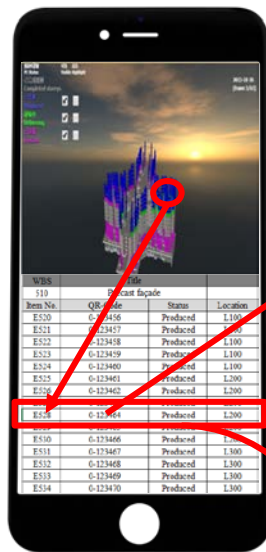 WBS Title
510 Precast façade
Item No. QR-Code Status Location
E520 0-123456 Produced L100
E521 0-123457 Produced L100
E522 0-123458 Produced L100
E523 0-123459 Produced L100
E524 0-123460 Produced L100
E525 0-123461 Produced L200
E526 0-123462 Produced L200
E528 0-123464 Produced L200
E530 0-123466 Produced L200
E531 0-123467 Produced L300
E532 0-123468 Produced L300
E533 0-123469 Produced L300
E534 0-123470 Produced L300